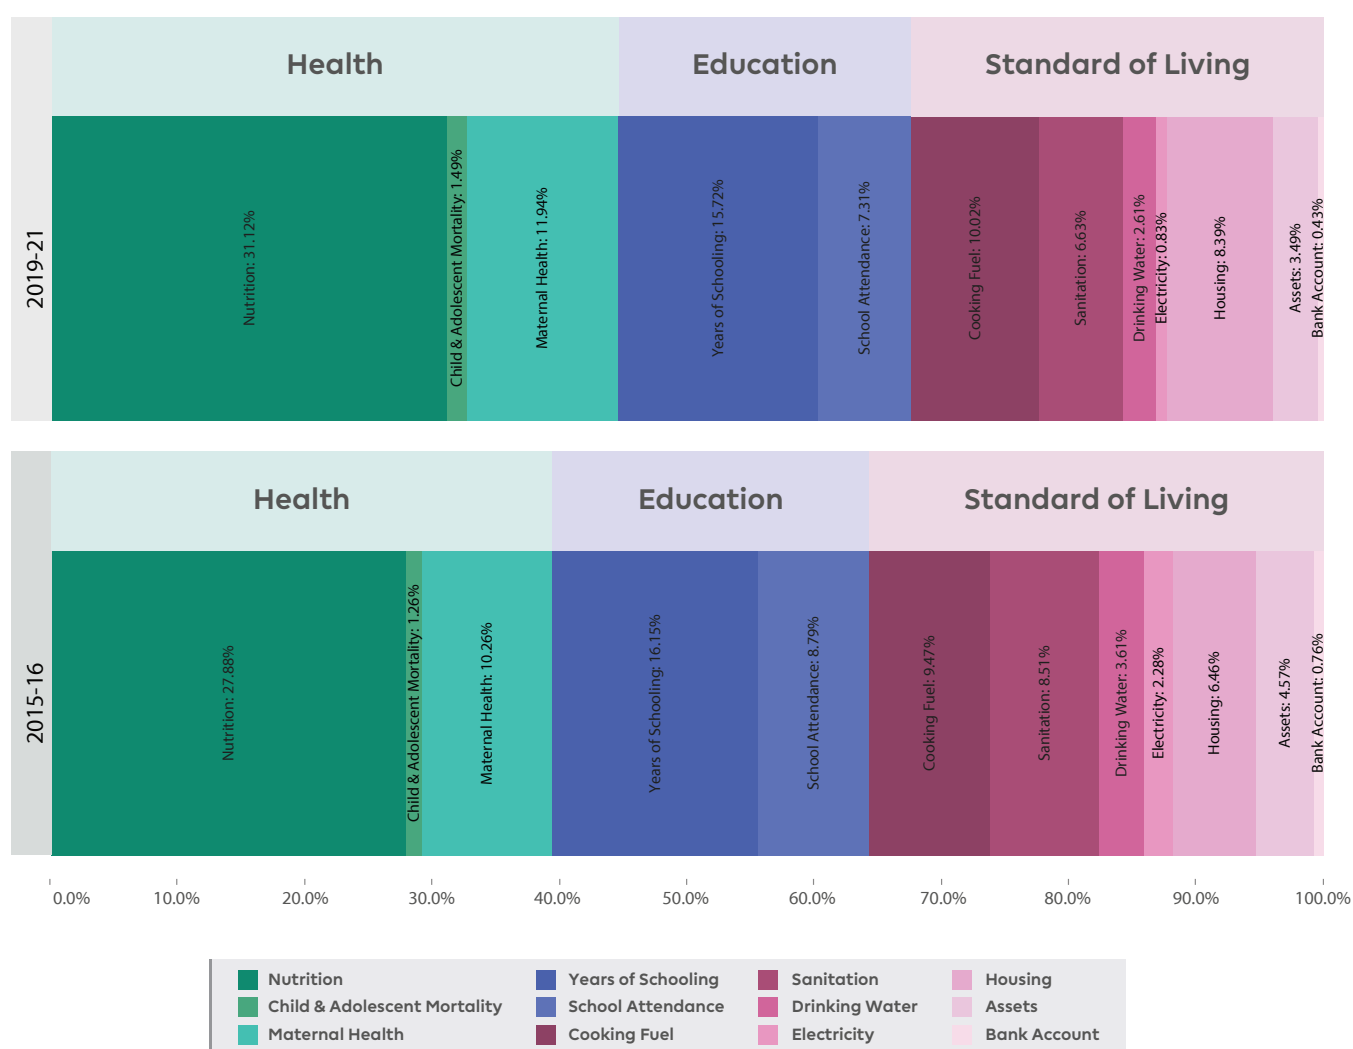 Health
Education
Standard of Living
2019-21
Nutrition: 31.12%
Child & Adolescent Mortality: 1.49%
Maternal Health: 11.94%
Years of Schooling: 15.72%
School Attendance: 7.31%
Cooking Fuel: 10.02%
Sanitation: 6.63%
Drinking Water: 2.61%
Electricity: 0.83%
Housing: 8.39%
Assets: 3.49%
Bank Account: 0.43%
Health
Education
Standard of Living
2015-16
Nutrition: 27.88%
Child & Adolescent Mortality: 1.26%
Maternal Health: 10.26%
Years of Schooling: 16.15%
School Attendance: 8.79%
Cooking Fuel: 9.47%
Sanitation: 8.51%
Drinking Water: 3.61%
Electricity: 2.28%
Housing: 6.46%
Assets: 4.57%
Bank Account: 0.76%
0.0% 10.0% 20.0% 30.0% 40.0% 50.0% 60.0% 70.0% 80.0% 90.0% 100.0%
Nutrition
Child & Adolescent Mortality
Maternal Health
Years of Schooling
School Attendance
Cooking Fuel
Sanitation
Drinking Water
Electricity
Housing
Assets
Bank Account